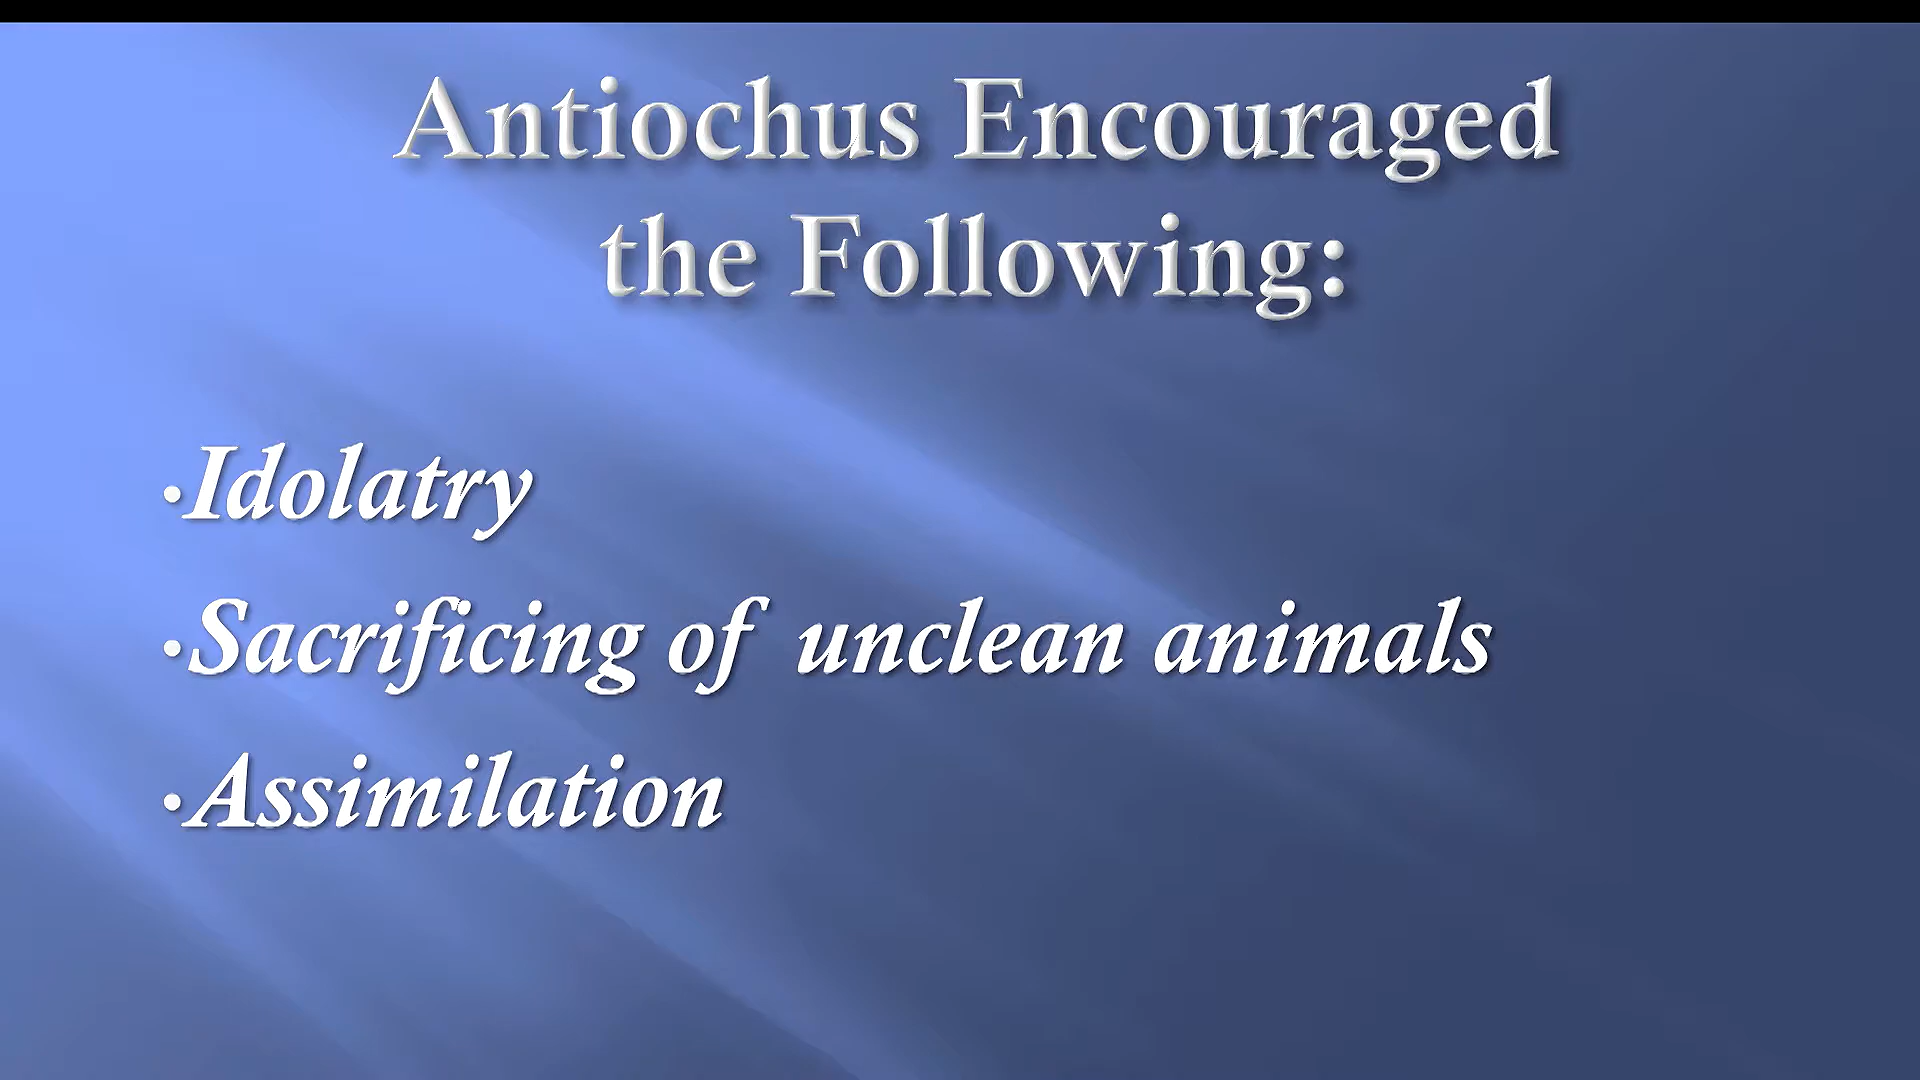 Antiochus Encouraged
the Following:
•Idolatry
•Sacrificing of unclean animals
•Assimilation